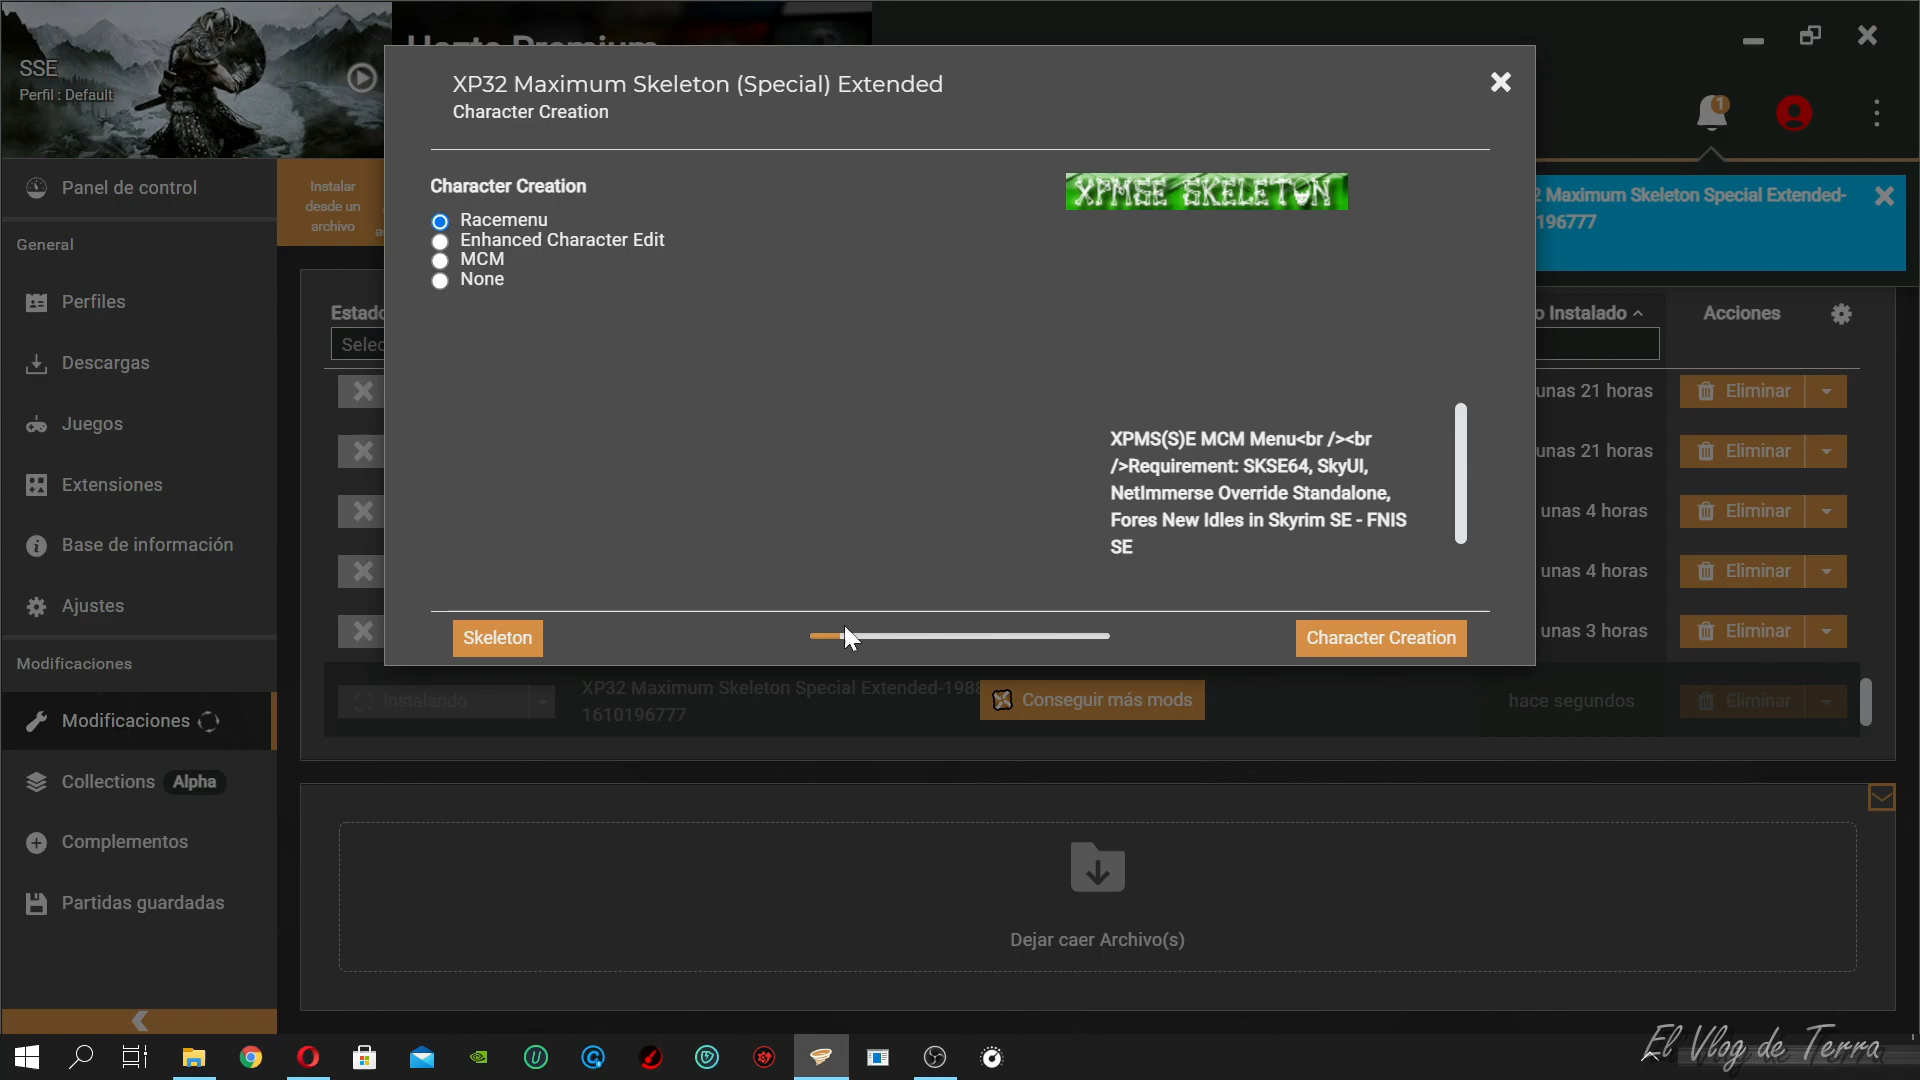 SSE
Perfil : Default
XP32 Maximum Skeleton (Special) Extended
Character Creation
1
Panel de control
Instalar
desde un
archivo
2 Maximum Skeleton Special Extended-
196777
Character Creation
XPMSE SKELETON
Racemenu
Enhanced Character Edit
MCM
None
General
Perfiles
Descargas
Juegos
Extensiones
Base de información
Ajustes
Modificaciones
Modificaciones
Collections Alpha
Complementos
Partidas guardadas
Estado
Selec
o Instalado
Acciones
unas 21 horas
Eliminar
unas 21 horas
Eliminar
unas 4 horas
Eliminar
unas 4 horas
Eliminar
unas 3 horas
Eliminar
XPMS(S)E MCM Menu<br /><br
/>Requirement: SKSE64, SkyUI,
NetImmerse Override Standalone,
Fores New Idles in Skyrim SE - FNIS
SE
Skeleton
Character Creation
Instalando
XP32 Maximum Skeleton Special Extended-1988
1610196777
Conseguir más mods
hace segundos
Eliminar
Dejar caer Archivo(s)
El Vlog de Terra